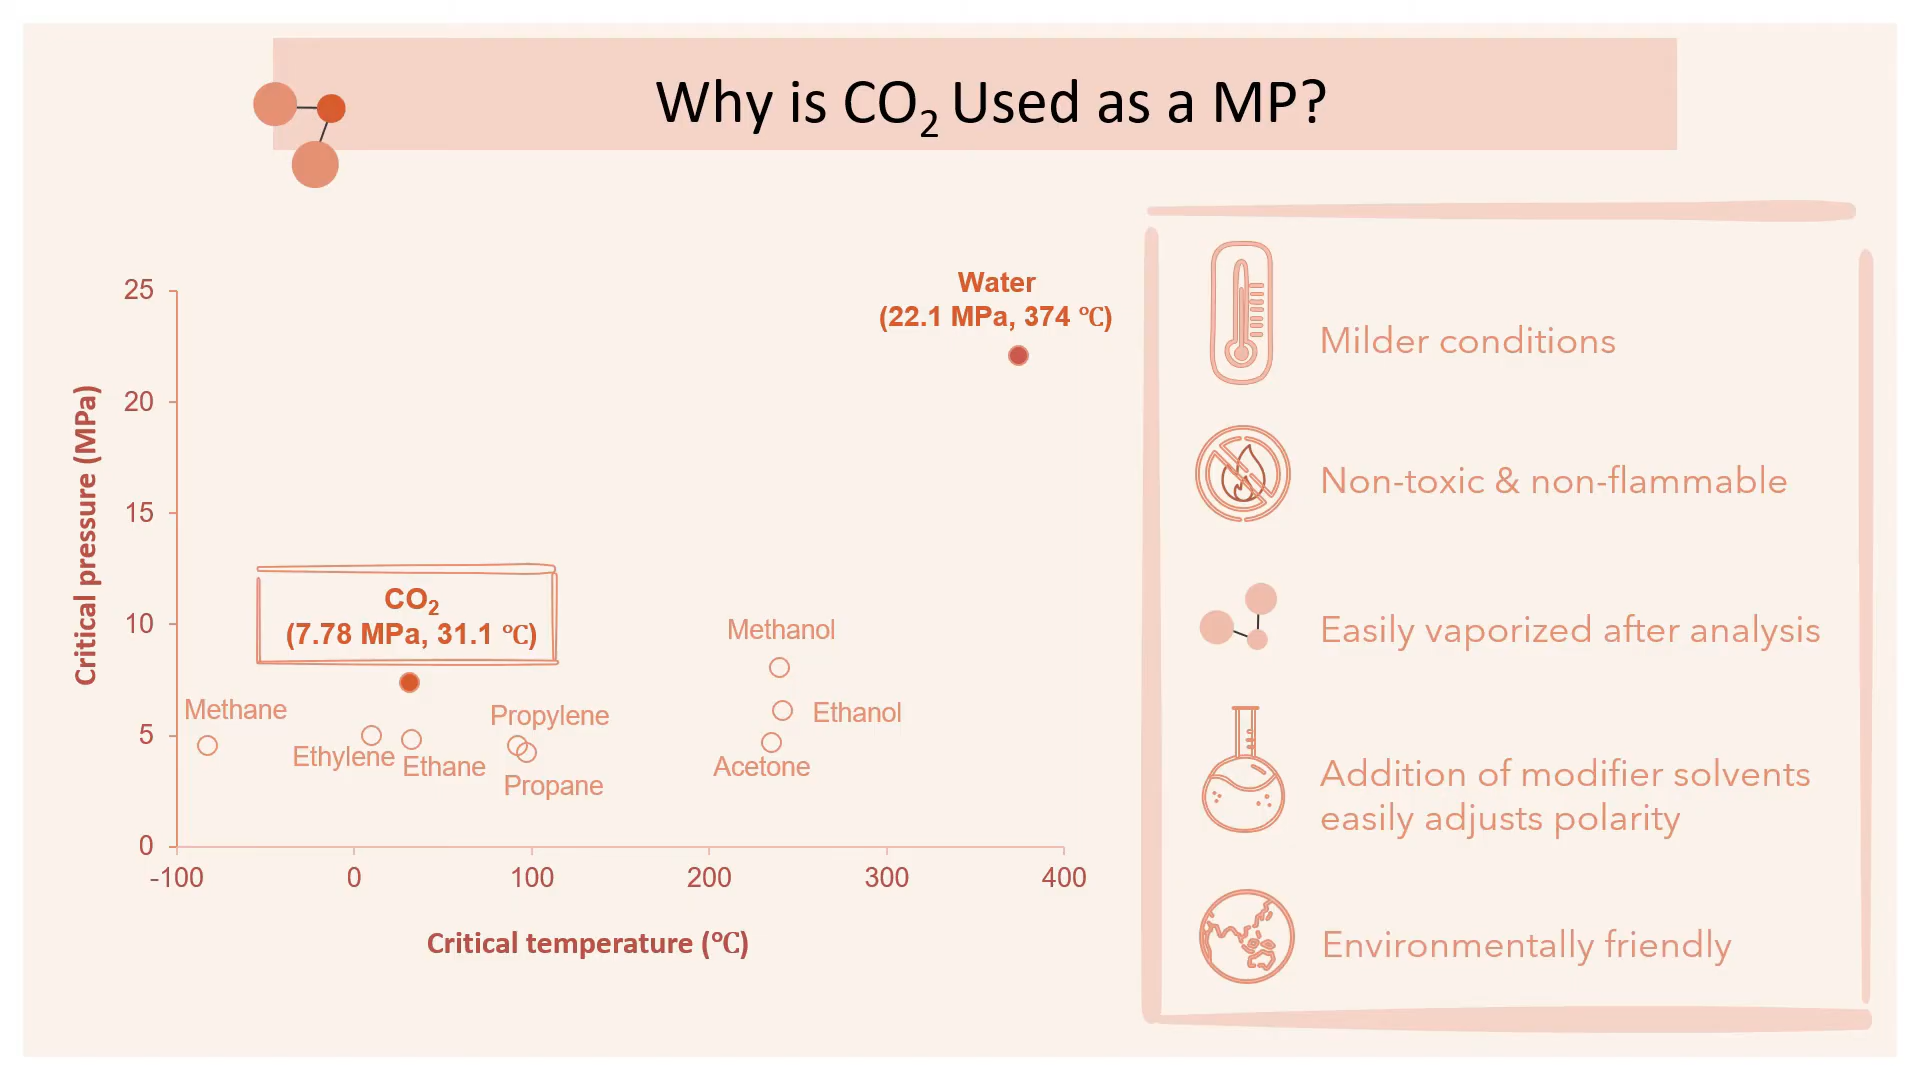 Why is CO₂ Used as a MP?
Critical pressure (MPa)
25
20
15
10
5
0
-100
0
100
200
300
400
Critical temperature (℃)
Water
(22.1 MPa, 374 ℃)
CO₂
(7.78 MPa, 31.1 ℃)
Methane
Ethylene
Ethane
Propylene
Propane
Methanol
Ethanol
Acetone
Milder conditions
Non-toxic & non-flammable
Easily vaporized after analysis
Addition of modifier solvents
easily adjusts polarity
Environmentally friendly